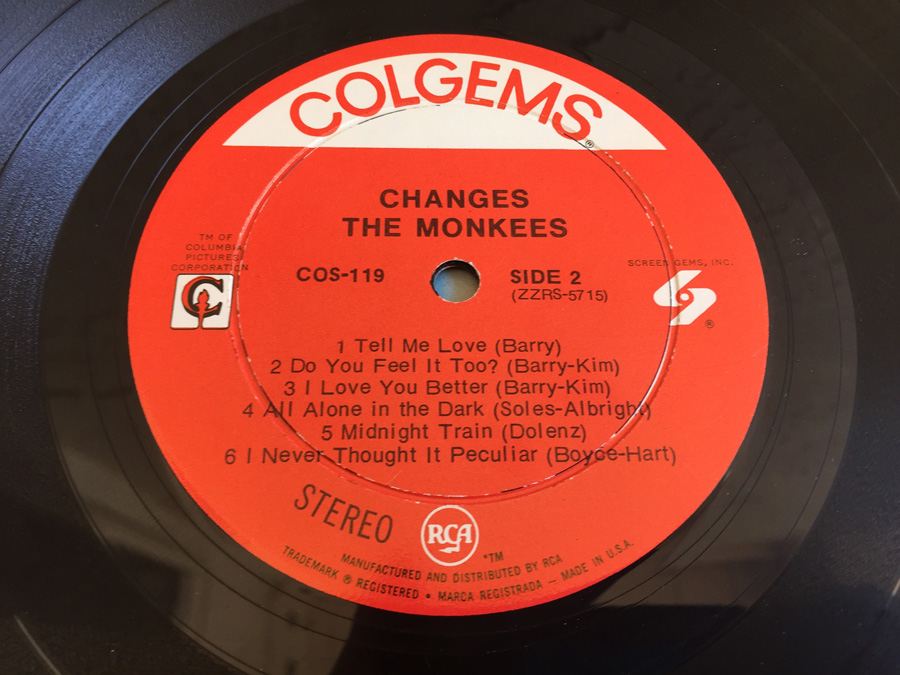 COLGEMS®
CHANGES
THE MONKEES
TM OF
COLUMBIA
PICTURES
CORPORATION
C
COS-119
SIDE 2
(ZZRS-5715)
SCREEN GEMS, INC.
®
1 Tell Me Love (Barry)
2 Do You Feel It Too? (Barry-Kim)
3 I Love You Better (Barry-Kim)
4 All Alone in the Dark (Soles-Albright)
5 Midnight Train (Dolenz)
6 I Never Thought It Peculiar (Boyce-Hart)
STEREO
RCA
*TM
MANUFACTURED AND DISTRIBUTED BY RCA
TRADEMARK ® REGISTERED • MARCA REGISTRADA — MADE IN U.S.A.